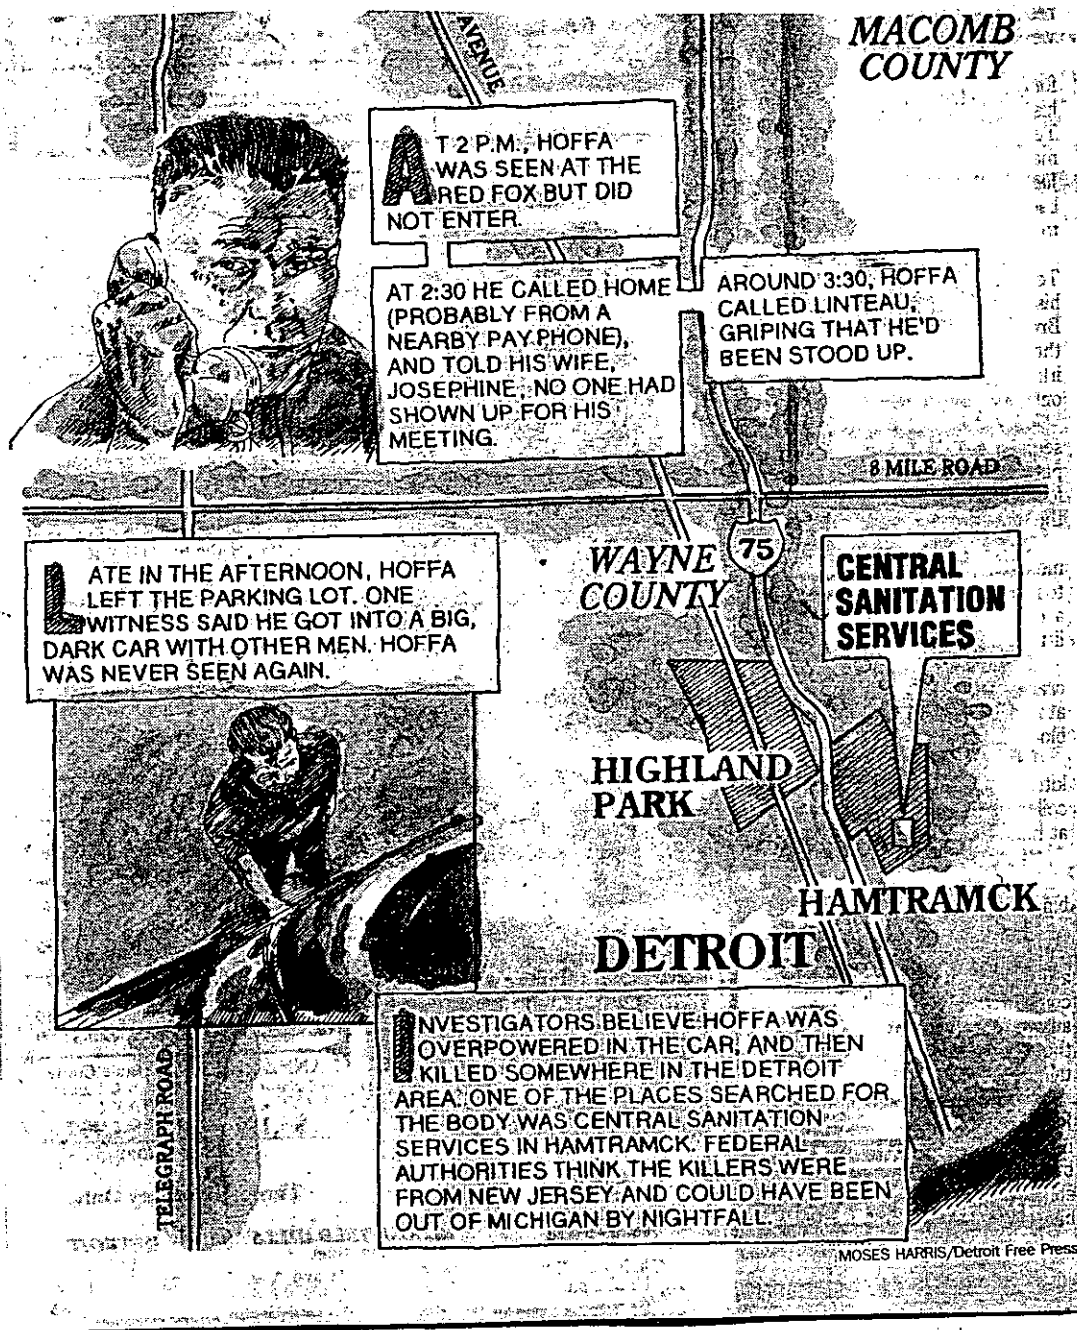 MACOMB
COUNTY
AVENUE
AT 2 P.M., HOFFA
WAS SEEN AT THE
RED FOX BUT DID
NOT ENTER.
AT 2:30 HE CALLED HOME
(PROBABLY FROM A
NEARBY PAY PHONE),
AND TOLD HIS WIFE,
JOSEPHINE, NO ONE HAD
SHOWN UP FOR HIS
MEETING.
AROUND 3:30, HOFFA
CALLED LINTEAU,
GRIPING THAT HE'D
BEEN STOOD UP.
8 MILE ROAD
LATE IN THE AFTERNOON, HOFFA
LEFT THE PARKING LOT. ONE
WITNESS SAID HE GOT INTO A BIG,
DARK CAR WITH OTHER MEN. HOFFA
WAS NEVER SEEN AGAIN.
WAYNE
COUNTY
75
CENTRAL
SANITATION
SERVICES
HIGHLAND
PARK
HAMTRAMCK
DETROIT
TELEGRAPH ROAD
INVESTIGATORS BELIEVE HOFFA WAS
OVERPOWERED IN THE CAR, AND THEN
KILLED SOMEWHERE IN THE DETROIT
AREA. ONE OF THE PLACES SEARCHED FOR
THE BODY WAS CENTRAL SANITATION
SERVICES IN HAMTRAMCK. FEDERAL
AUTHORITIES THINK THE KILLERS WERE
FROM NEW JERSEY AND COULD HAVE BEEN
OUT OF MICHIGAN BY NIGHTFALL.
MOSES HARRIS/Detroit Free Press